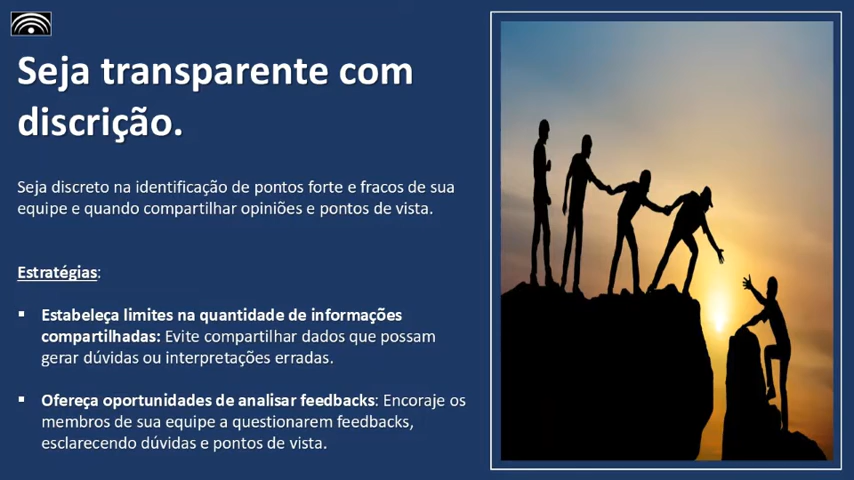 Seja transparente com
discrição.
Seja discreto na identificação de pontos forte e fracos de sua
equipe e quando compartilhar opiniões e pontos de vista.
Estratégias:
▪ Estabeleça limites na quantidade de informações
compartilhadas: Evite compartilhar dados que possam
gerar dúvidas ou interpretações erradas.
▪ Ofereça oportunidades de analisar feedbacks: Encoraje os
membros de sua equipe a questionarem feedbacks,
esclarecendo dúvidas e pontos de vista.